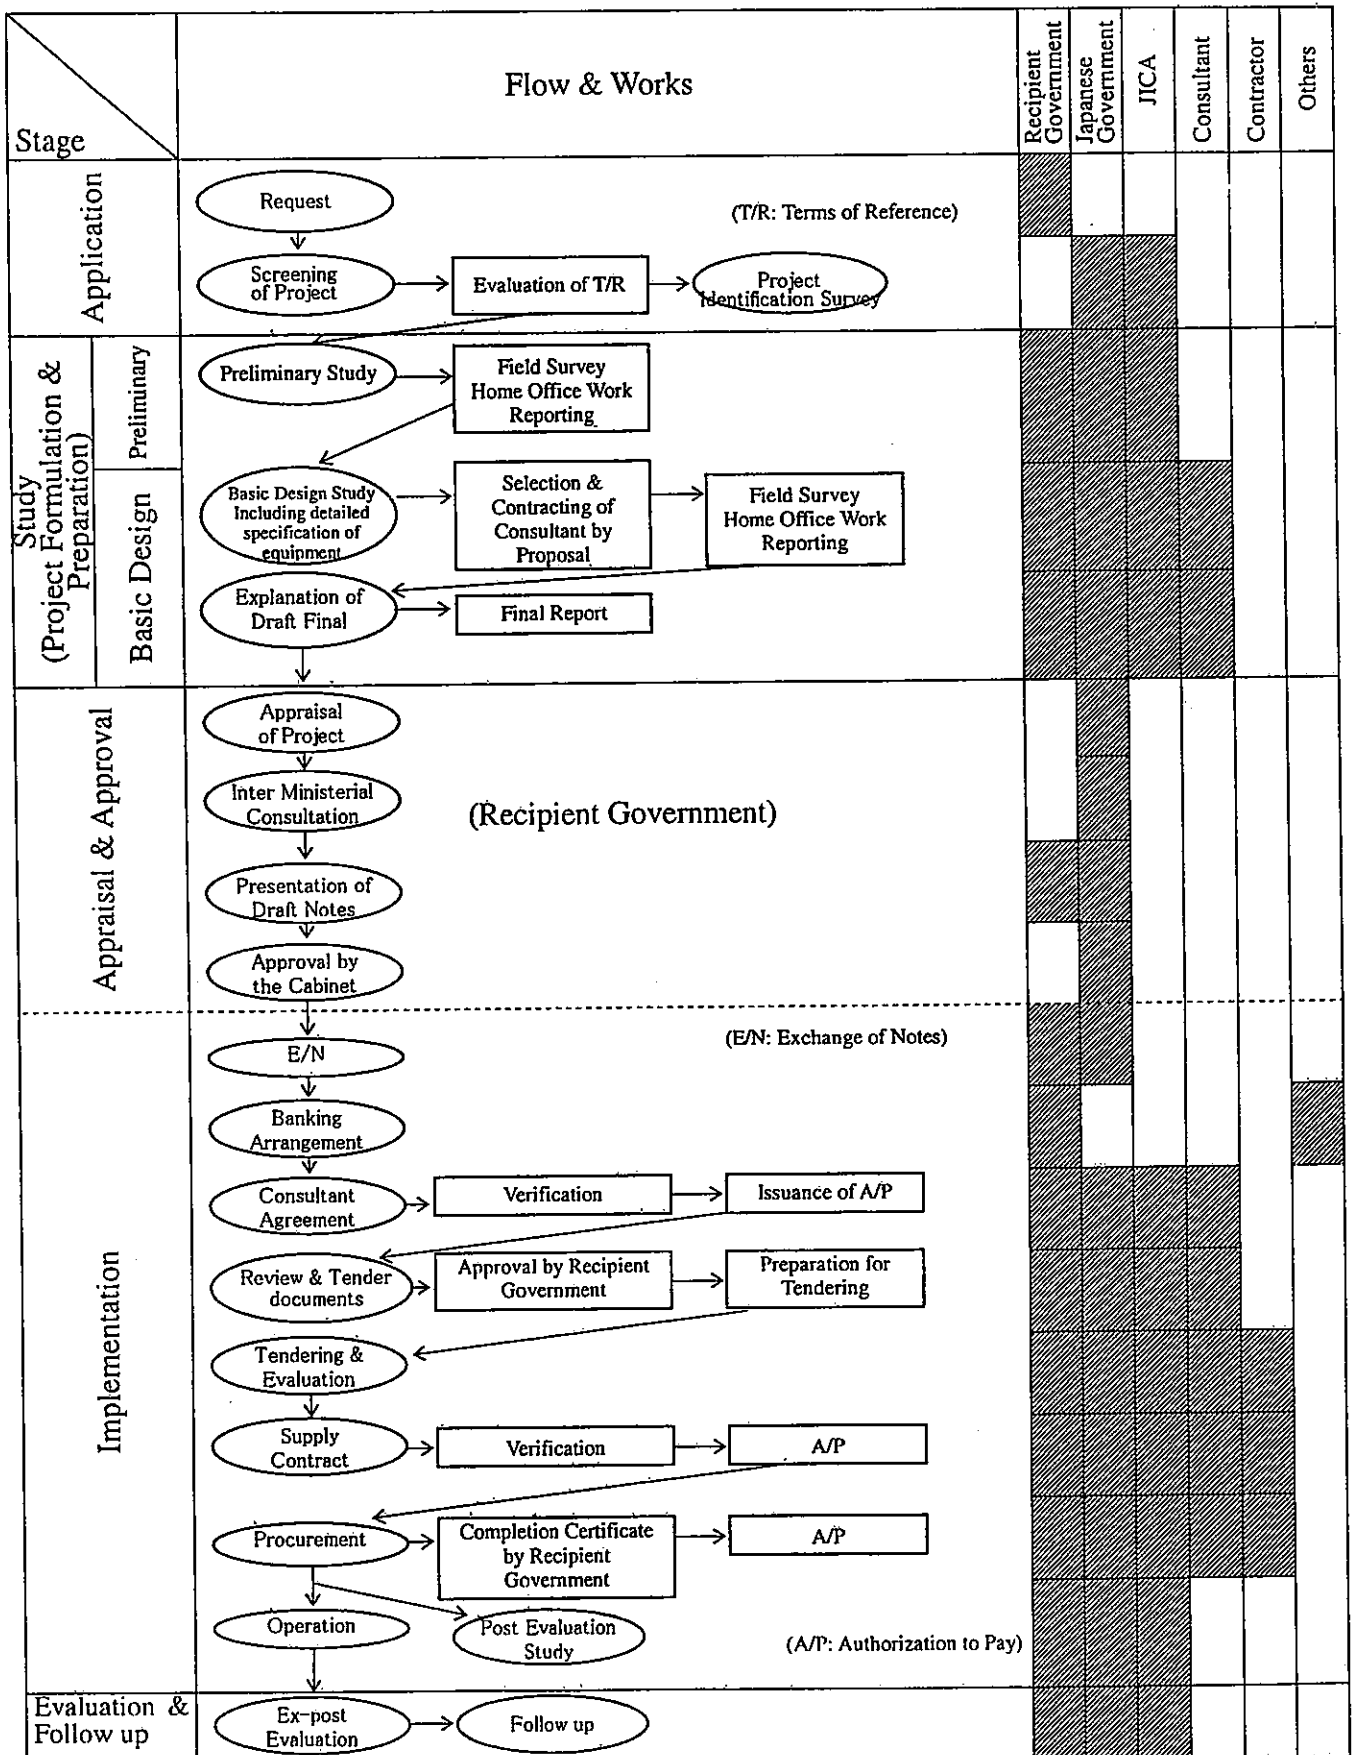 Stage
Flow & Works
Recipient
Government
Japanese
Government
JICA
Consultant
Contractor
Others
Application
Request
(T/R: Terms of Reference)
Screening
of Project
Evaluation of T/R
Project
Identification Survey
Study
(Project Formulation &
Preparation)
Preliminary
Preliminary Study
Field Survey
Home Office Work
Reporting
Basic Design
Basic Design Study
Including detailed
specification of
equipment
Selection &
Contracting of
Consultant by
Proposal
Field Survey
Home Office Work
Reporting
Explanation of
Draft Final
Final Report
Appraisal & Approval
Appraisal
of Project
Inter Ministerial
Consultation
(Recipient Government)
Presentation of
Draft Notes
Approval by
the Cabinet
Implementation
E/N
(E/N: Exchange of Notes)
Banking
Arrangement
Consultant
Agreement
Verification
Issuance of A/P
Review & Tender
documents
Approval by Recipient
Government
Preparation for
Tendering
Tendering &
Evaluation
Supply
Contract
Verification
A/P
Procurement
Completion Certificate
by Recipient
Government
A/P
Operation
Post Evaluation
Study
(A/P: Authorization to Pay)
Evaluation &
Follow up
Ex-post
Evaluation
Follow up